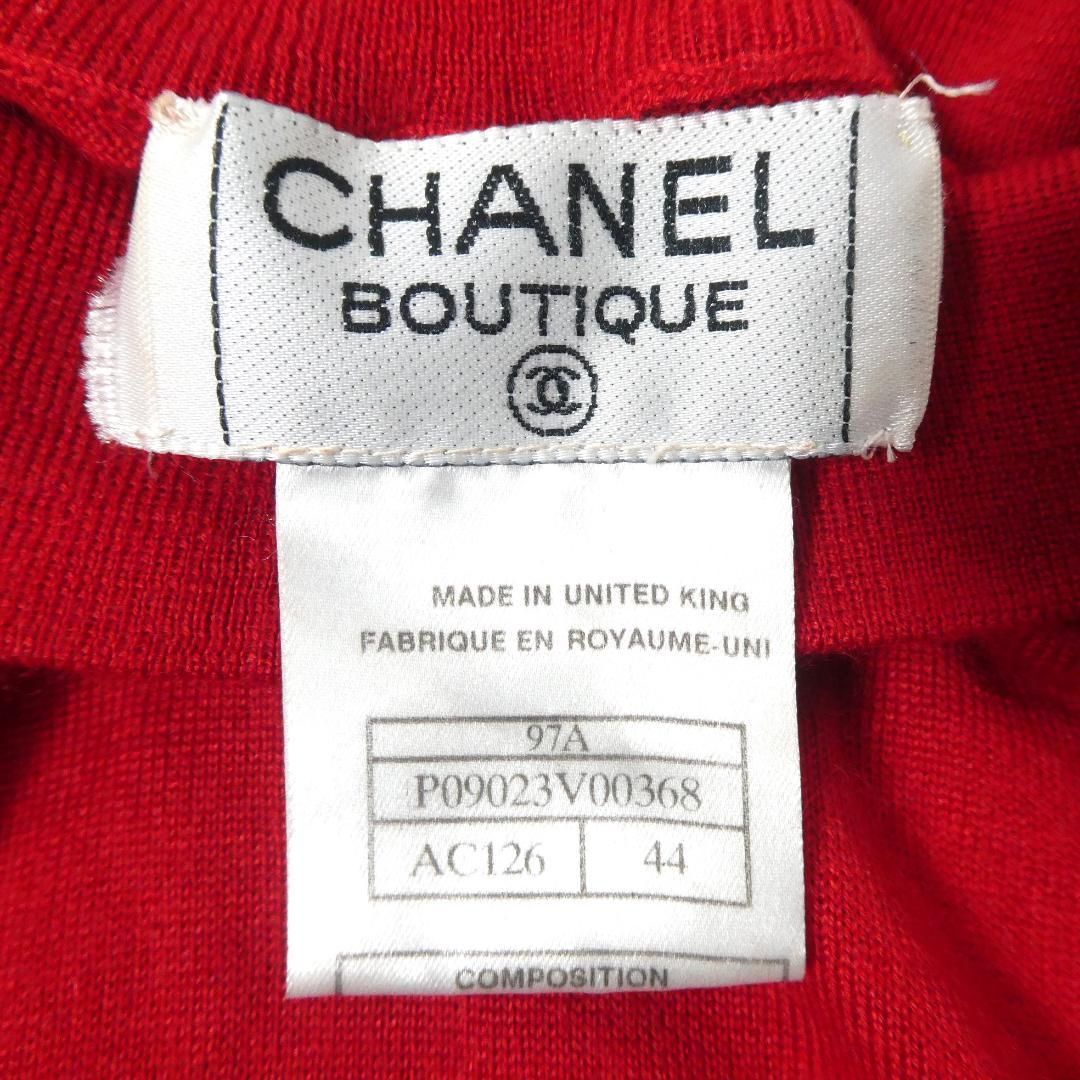 CHANEL
BOUTIQUE
MADE IN UNITED KING
FABRIQUE EN ROYAUME-UNI
97A
P09023V00368
AC126 44
COMPOSITION